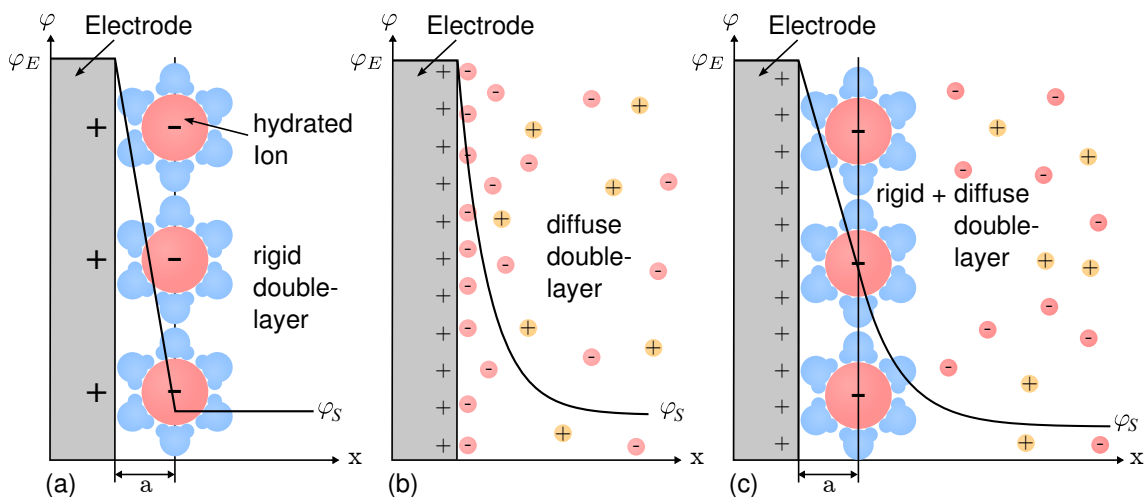 φ
Electrode
φ_E
hydrated
Ion
rigid
double-
layer
φ_S
x
(a)
a
φ
Electrode
φ_E
diffuse
double-
layer
φ_S
x
(b)
φ
Electrode
φ_E
rigid + diffuse
double-
layer
φ_S
x
(c)
a